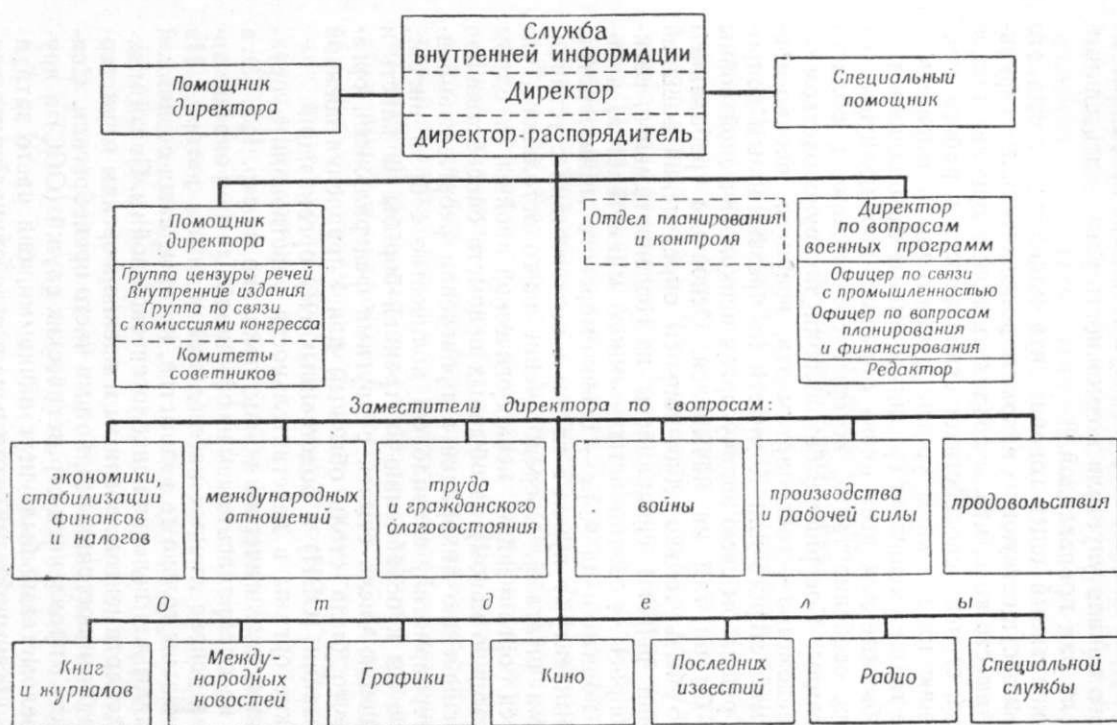 Служба
внутренней информации
Директор
директор-распорядитель
Помощник
директора
Специальный
помощник
Помощник
директора
Группа цензуры речей
Внутренние издания
Группа по связи
с комиссиями конгресса
Комитеты
советников
Отдел планирования
и контроля
Директор
по вопросам
военных программ
Офицер по связи
с промышленностью
Офицер по вопросам
планирования
и финансирования
Редактор
Заместители директора по вопросам:
экономики,
стабилизации
финансов
и налогов
международных
отношений
труда
и гражданского
благосостояния
войны
производства
и рабочей силы
продовольствия
Отделы
Книг
и журналов
Между-
народных
новостей
Графики
Кино
Последних
известий
Радио
Специальной
службы